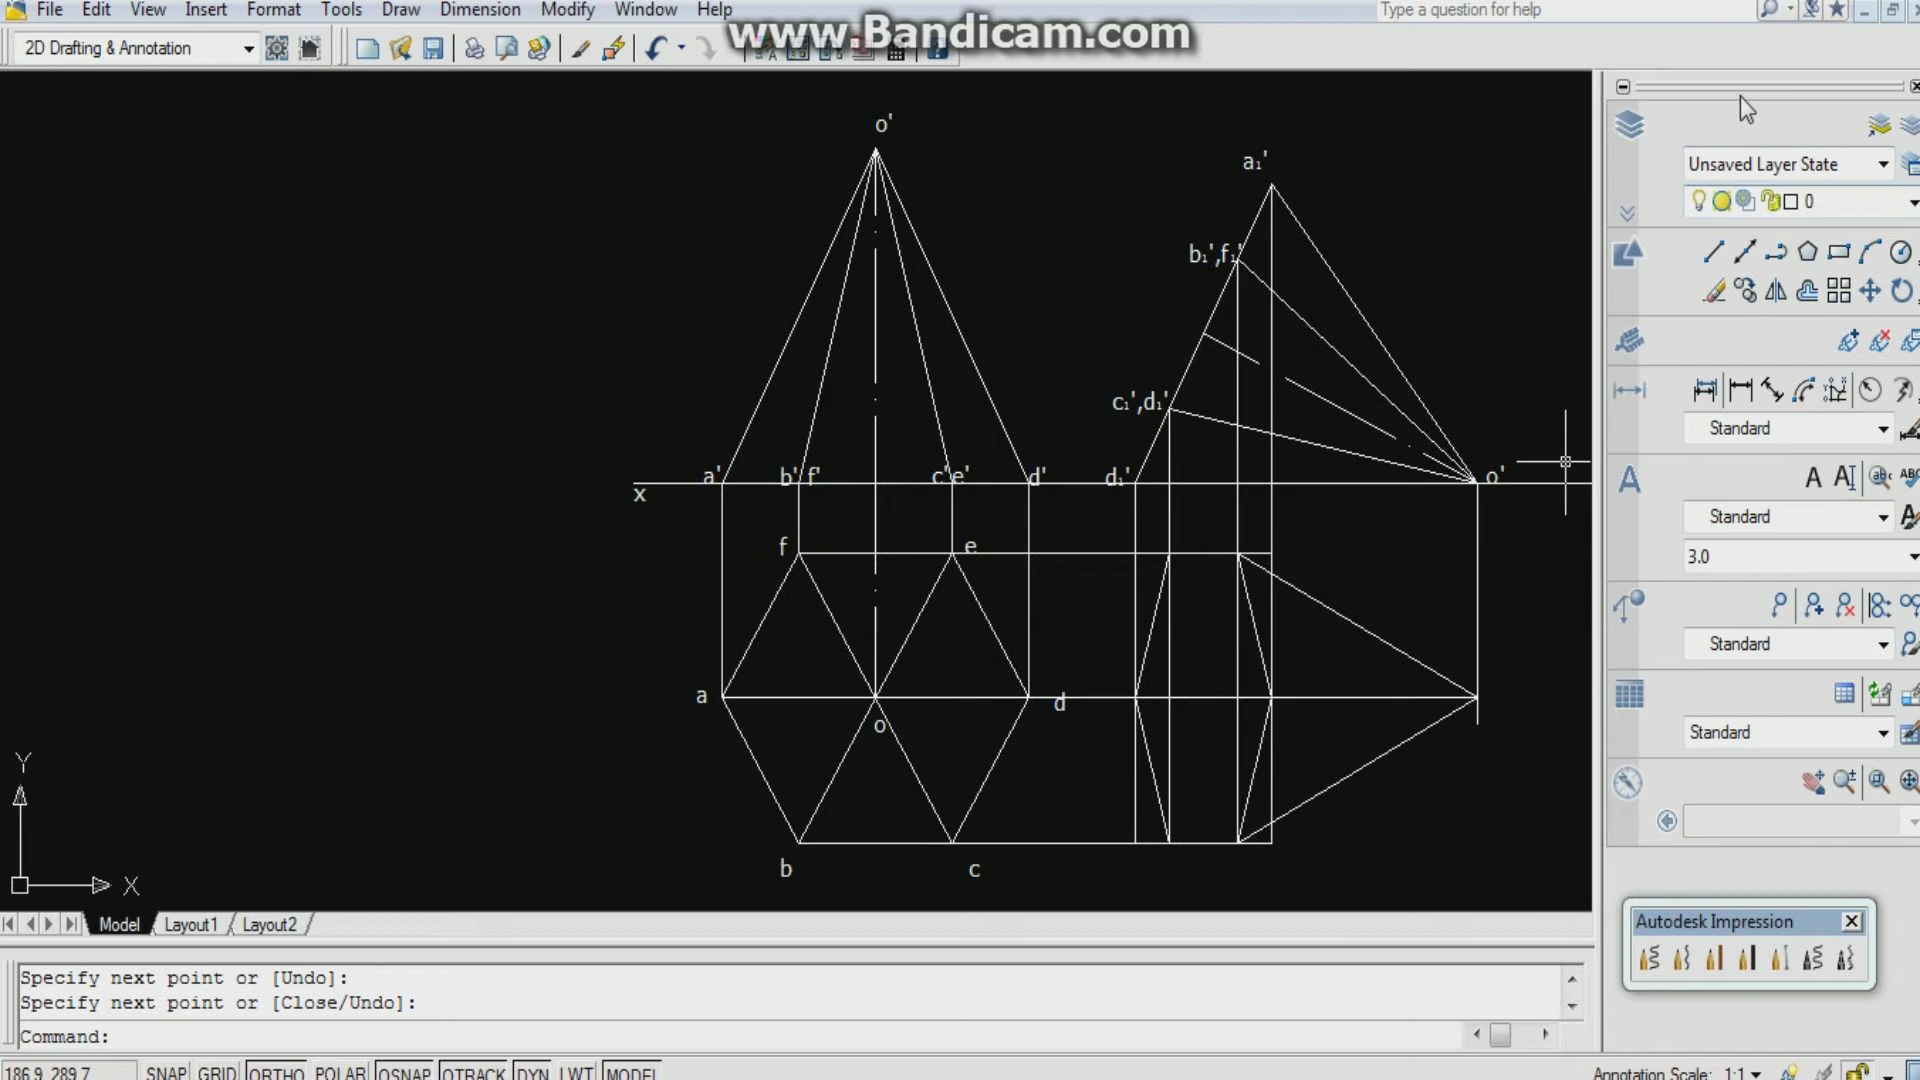 File Edit View Insert Format Tools Draw Dimension Modify Window Help
Type a question for help
www.Bandicam.com
2D Drafting & Annotation
Unsaved Layer State
0
Standard
Standard
3.0
Standard
Standard
o'
a₁'
b₁',f₁'
c₁',d₁'
a' b' f' c' e' d' d₁' o'
x
f e
a d
o
b c
Y
X
Model Layout1 Layout2
Autodesk Impression
Specify next point or [Undo]:
Specify next point or [Close/Undo]:
Command:
186.9, 289.7 SNAP GRID ORTHO POLAR OSNAP OTRACK DYN LWT MODEL
Annotation Scale: 1:1